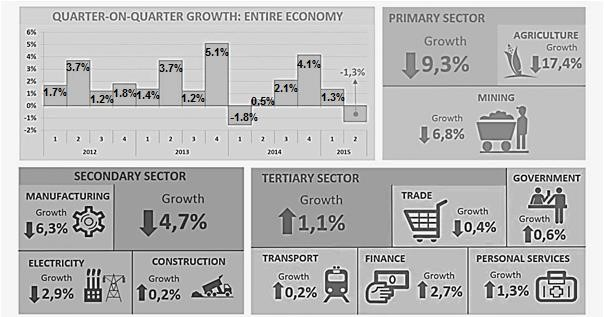 QUARTER-ON-QUARTER GROWTH: ENTIRE ECONOMY
6%
5%
4%
3%
2%
1%
0%
-1%
-2%
1.7%
3.7%
1.2%
1.8%
1.4%
3.7%
1.2%
5.1%
-1.8%
0.5%
2.1%
4.1%
1.3%
-1,3%
1 2 3 4 1 2 3 4 1 2 3 4 1 2
2012 2013 2014 2015
PRIMARY SECTOR
Growth
9,3%
AGRICULTURE
Growth
17,4%
MINING
Growth
6,8%
SECONDARY SECTOR
MANUFACTURING
Growth
6,3%
Growth
4,7%
ELECTRICITY
Growth
2,9%
CONSTRUCTION
Growth
0,2%
TERTIARY SECTOR
Growth
1,1%
TRADE
Growth
0,4%
GOVERNMENT
Growth
0,6%
TRANSPORT
Growth
0,2%
FINANCE
Growth
2,7%
PERSONAL SERVICES
Growth
1,3%